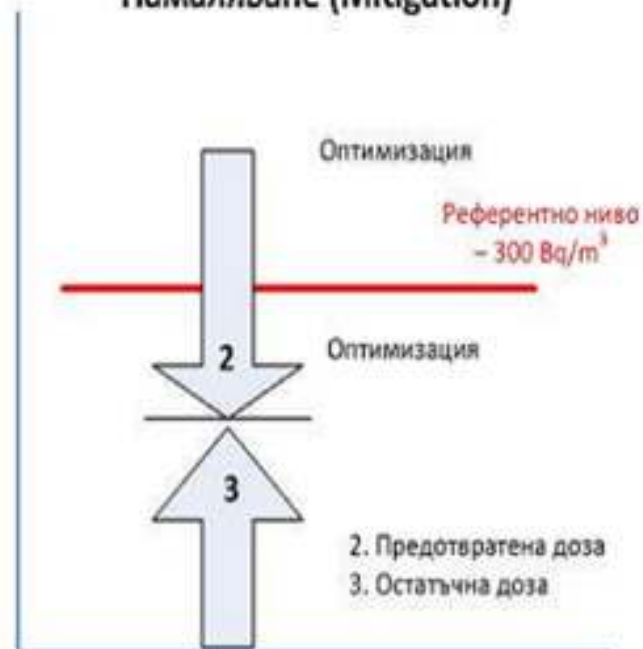 Намаляване (Mitigation)
Оптимизация
Референтно ниво
– 300 Bq/m³
2
Оптимизация
3
2. Предотвратена доза
3. Остатъчна доза